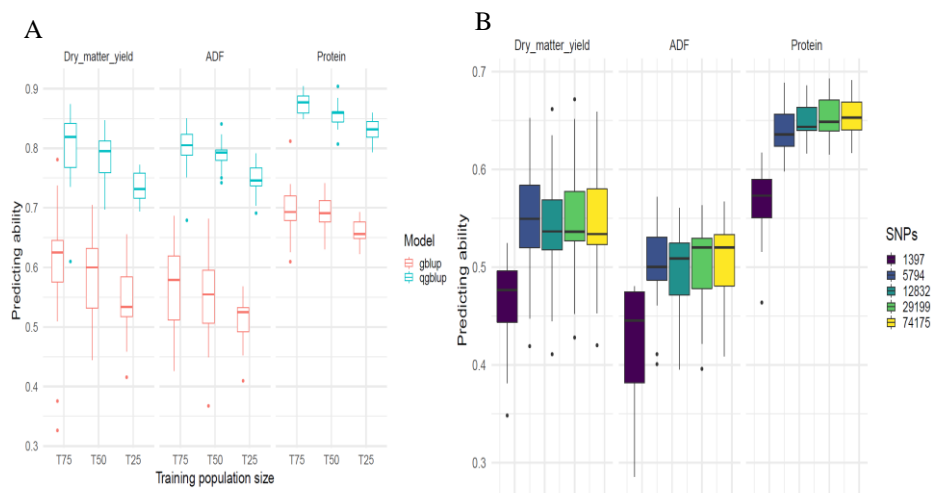 A
Dry_matter_yield ADF Protein
Predicting ability
0.9
0.8
0.7
0.6
0.5
0.4
0.3
T75 T50 T25 T75 T50 T25 T75 T50 T25
Training population size
Model
gblup
qgblup
B
Dry_matter_yield ADF Protein
Predicting ability
0.7
0.6
0.5
0.4
0.3
SNPs
1397
5794
12832
29199
74175